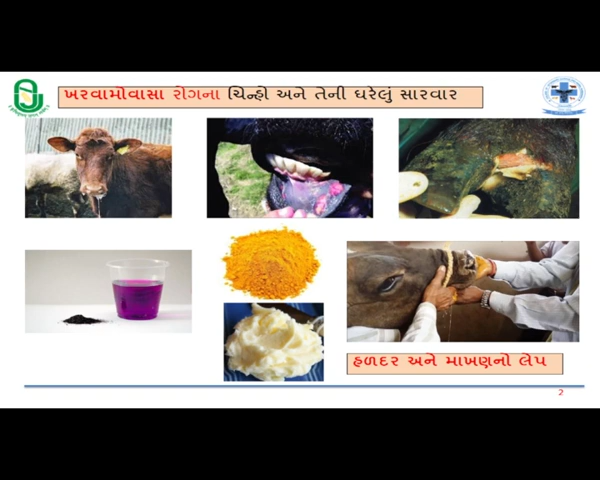 ખરવામોવાસા રોગના ચિન્હો અને તેની ઘરેલું સારવાર
હળદર અને માખણનો લેપ
2